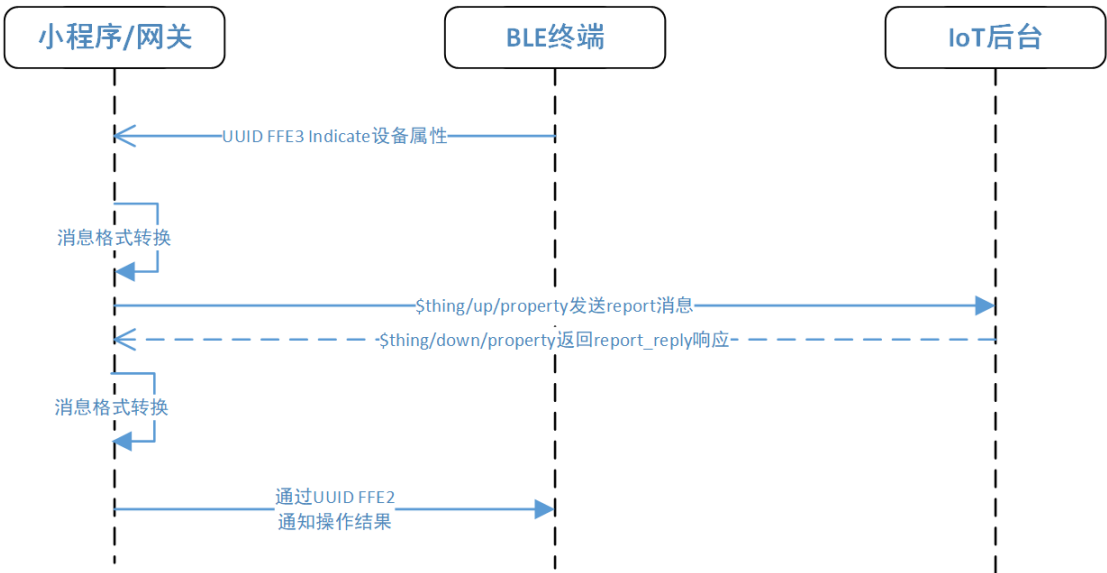 小程序/网关
BLE终端
IoT后台
UUID FFE3 Indicate设备属性
消息格式转换
$thing/up/property发送report消息
$thing/down/property返回report_reply响应
消息格式转换
通过UUID FFE2
通知操作结果